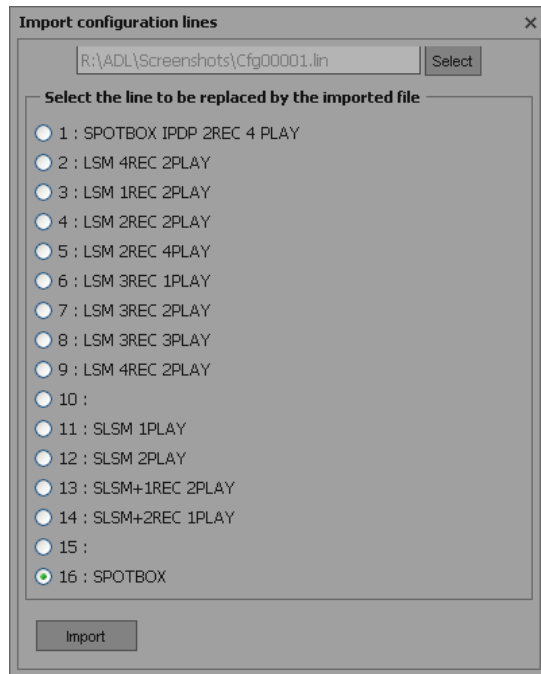 Import configuration lines
R:\ADL\Screenshots\Cfg00001.lin
Select
Select the line to be replaced by the imported file
1 : SPOTBOX IPDP 2REC 4 PLAY
2 : LSM 4REC 2PLAY
3 : LSM 1REC 2PLAY
4 : LSM 2REC 2PLAY
5 : LSM 2REC 4PLAY
6 : LSM 3REC 1PLAY
7 : LSM 3REC 2PLAY
8 : LSM 3REC 3PLAY
9 : LSM 4REC 2PLAY
10 :
11 : SLSM 1PLAY
12 : SLSM 2PLAY
13 : SLSM+1REC 2PLAY
14 : SLSM+2REC 1PLAY
15 :
16 : SPOTBOX
Import